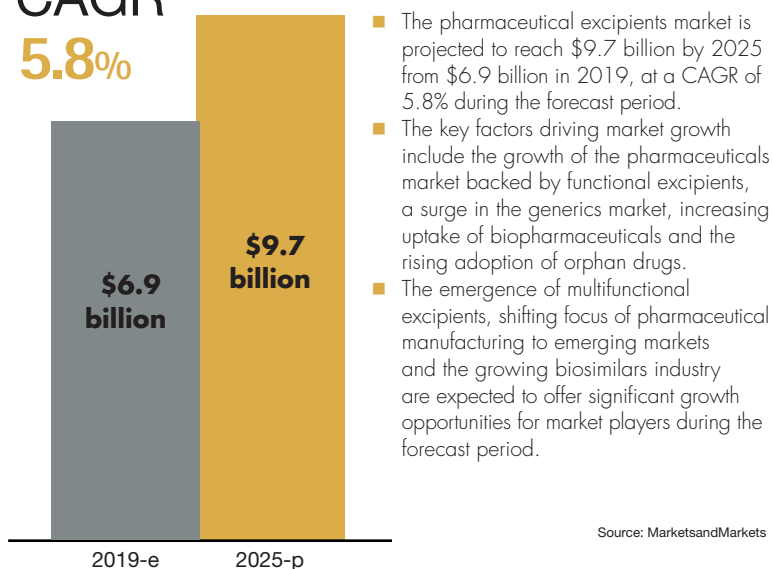 CAGR
5.8%
$6.9
billion
$9.7
billion
2019-e
2025-p
The pharmaceutical excipients market is
projected to reach $9.7 billion by 2025
from $6.9 billion in 2019, at a CAGR of
5.8% during the forecast period.
The key factors driving market growth
include the growth of the pharmaceuticals
market backed by functional excipients,
a surge in the generics market, increasing
uptake of biopharmaceuticals and the
rising adoption of orphan drugs.
The emergence of multifunctional
excipients, shifting focus of pharmaceutical
manufacturing to emerging markets
and the growing biosimilars industry
are expected to offer significant growth
opportunities for market players during the
forecast period.
Source: MarketsandMarkets